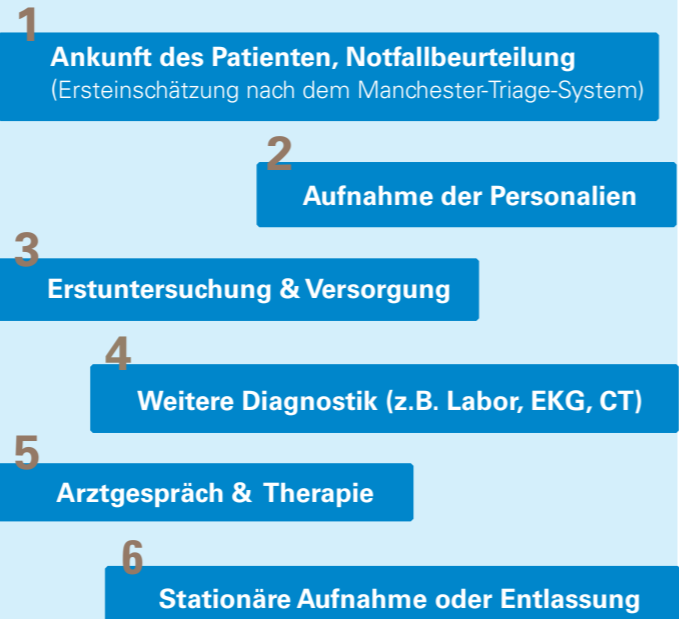 1
Ankunft des Patienten, Notfallbeurteilung
(Ersteinschätzung nach dem Manchester-Triage-System)
2
Aufnahme der Personalien
3
Erstuntersuchung & Versorgung
4
Weitere Diagnostik (z.B. Labor, EKG, CT)
5
Arztgespräch & Therapie
6
Stationäre Aufnahme oder Entlassung